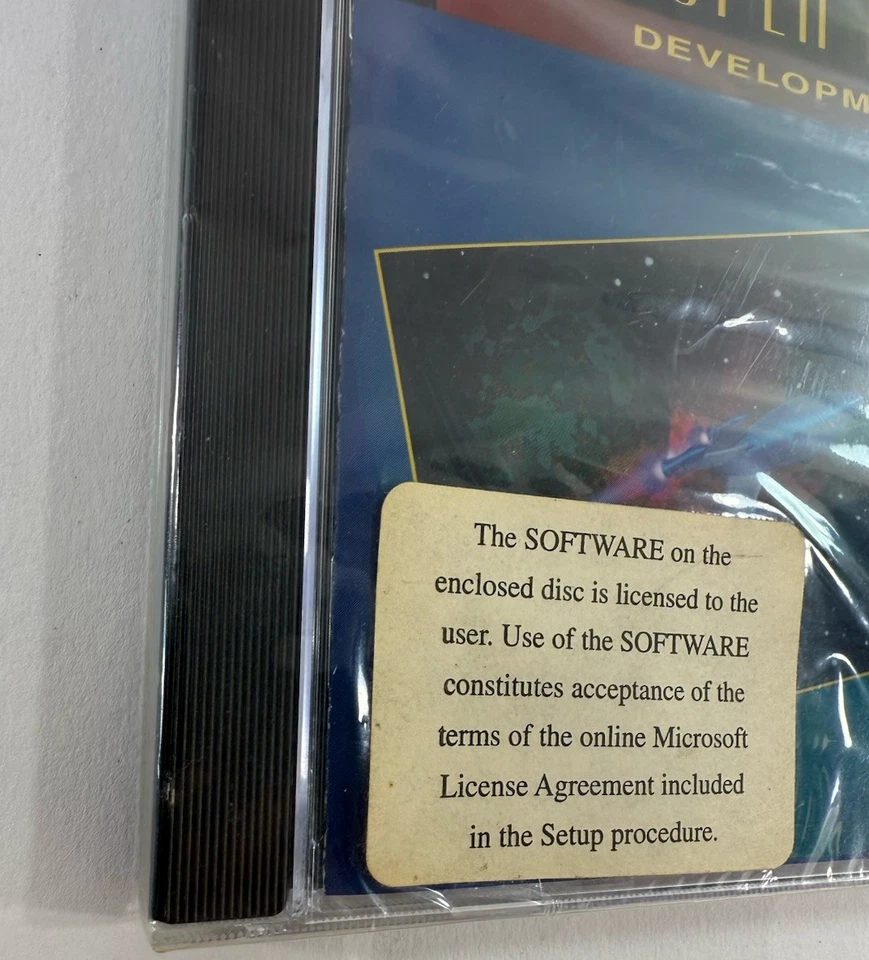 DEVELOPM
The SOFTWARE on the
enclosed disc is licensed to the
user. Use of the SOFTWARE
constitutes acceptance of the
terms of the online Microsoft
License Agreement included
in the Setup procedure.